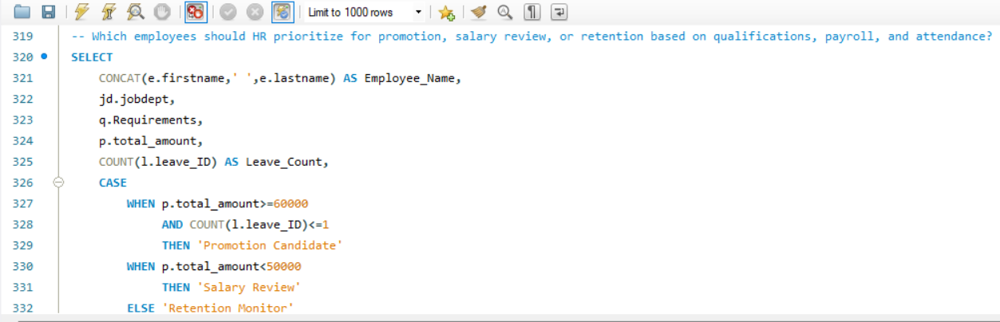 Limit to 1000 rows
319 -- Which employees should HR prioritize for promotion, salary review, or retention based on qualifications, payroll, and attendance?
320 SELECT
321 CONCAT(e.firstname,' ',e.lastname) AS Employee_Name,
322 jd.jobdept,
323 q.Requirements,
324 p.total_amount,
325 COUNT(l.leave_ID) AS Leave_Count,
326 CASE
327 WHEN p.total_amount>=60000
328 AND COUNT(l.leave_ID)<=1
329 THEN 'Promotion Candidate'
330 WHEN p.total_amount<50000
331 THEN 'Salary Review'
332 ELSE 'Retention Monitor'